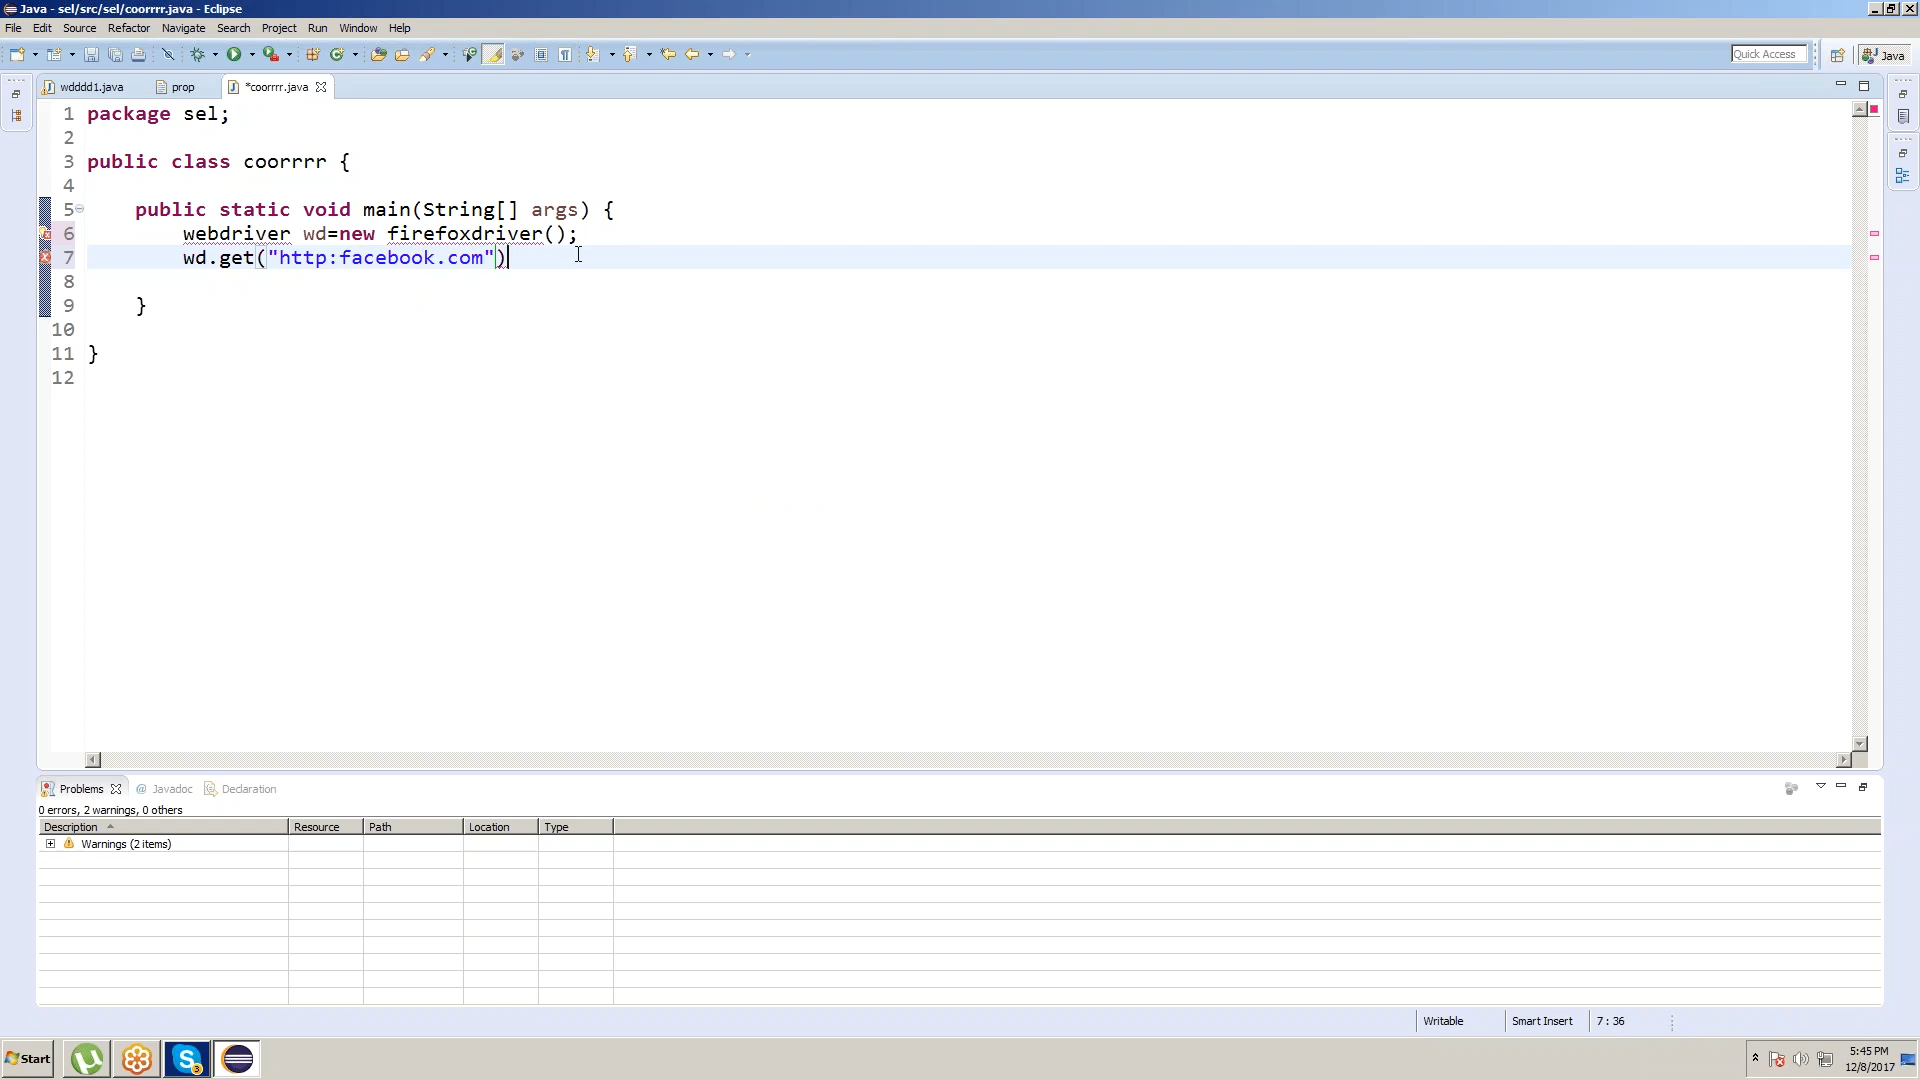 Java - sel/src/sel/coorrrr.java - Eclipse
File Edit Source Refactor Navigate Search Project Run Window Help
Quick Access Java
wdddd1.java prop *coorrrr.java
1 package sel;
2
3 public class coorrrr {
4
5 public static void main(String[] args) {
6 webdriver wd=new firefoxdriver();
7 wd.get("http:facebook.com")
8
9 }
10
11 }
12
Problems @ Javadoc Declaration
0 errors, 2 warnings, 0 others
Description Resource Path Location Type
Warnings (2 items)
Writable Smart Insert 7 : 36
Start 5:45 PM
12/8/2017